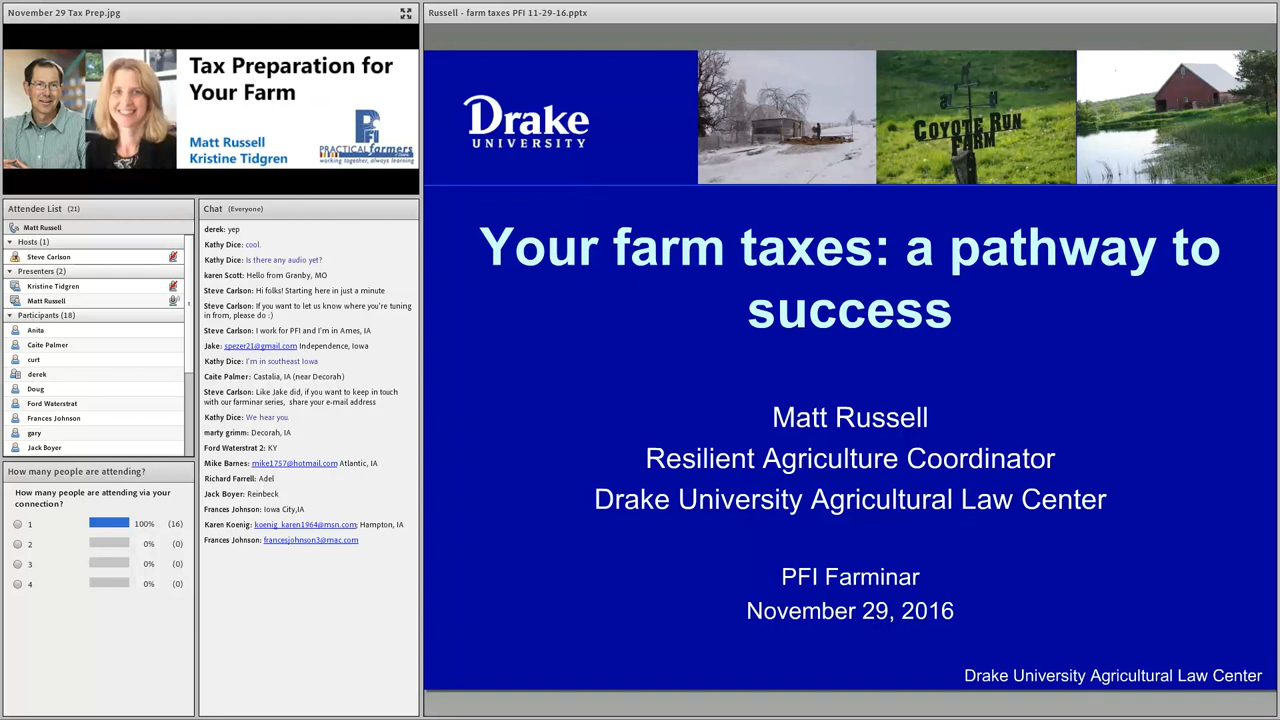 November 29 Tax Prep.jpg
Tax Preparation for
Your Farm
Matt Russell
Kristine Tidgren
PFI
PRACTICAL farmers
working together, always learning
Attendee List (21)
Matt Russell
Hosts (1)
Steve Carlson
Presenters (2)
Kristine Tidgren
Matt Russell
Participants (18)
Anita
Caite Palmer
curt
derek
Doug
Ford Waterstrat
Frances Johnson
gary
Jack Boyer
How many people are attending?
How many people are attending via your
connection?
1 100% (16)
2 0% (0)
3 0% (0)
4 0% (0)
Chat (Everyone)
derek: yep
Kathy Dice: cool.
Kathy Dice: Is there any audio yet?
karen Scott: Hello from Granby, MO
Steve Carlson: Hi folks! Starting here in just a minute
Steve Carlson: If you want to let us know where you're tuning
in from, please do :)
Steve Carlson: I work for PFI and I'm in Ames, IA
Jake: spezer21@gmail.com Independence, Iowa
Kathy Dice: I'm in southeast Iowa
Caite Palmer: Castalia, IA (near Decorah)
Steve Carlson: Like Jake did, if you want to keep in touch
with our farminar series, share your e-mail address
Kathy Dice: We hear you.
marty grimm: Decorah, IA
Ford Waterstrat 2: KY
Mike Barnes: mike1757@hotmail.com Atlantic, IA
Richard Farrell: Adel
Jack Boyer: Reinbeck
Frances Johnson: Iowa City,IA
Karen Koenig: koenig_karen1964@msn.com; Hampton, IA
Frances Johnson: francesjohnson3@mac.com
Russell - farm taxes PFI 11-29-16.pptx
Drake
UNIVERSITY
COYOTE RUN
FARM
Your farm taxes: a pathway to
success
Matt Russell
Resilient Agriculture Coordinator
Drake University Agricultural Law Center
PFI Farminar
November 29, 2016
Drake University Agricultural Law Center